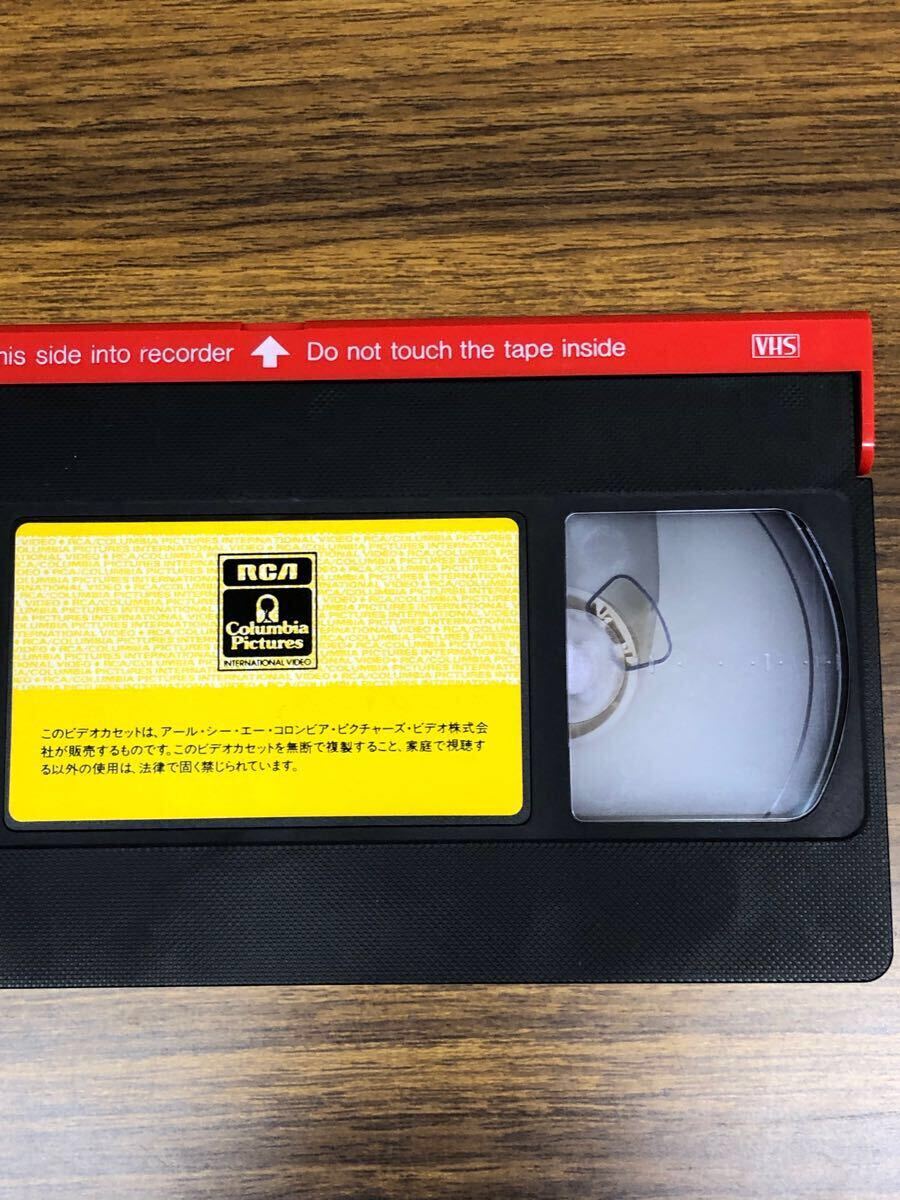 his side into recorder Do not touch the tape inside VHS
RCA
Columbia
Pictures
INTERNATIONAL VIDEO
このビデオカセットは、アール・シー・エー・コロンビア・ピクチャーズ・ビデオ株式会
社が販売するものです。このビデオカセットを無断で複製すること、家庭で視聴す
る以外の使用は、法律で固く禁じられています。